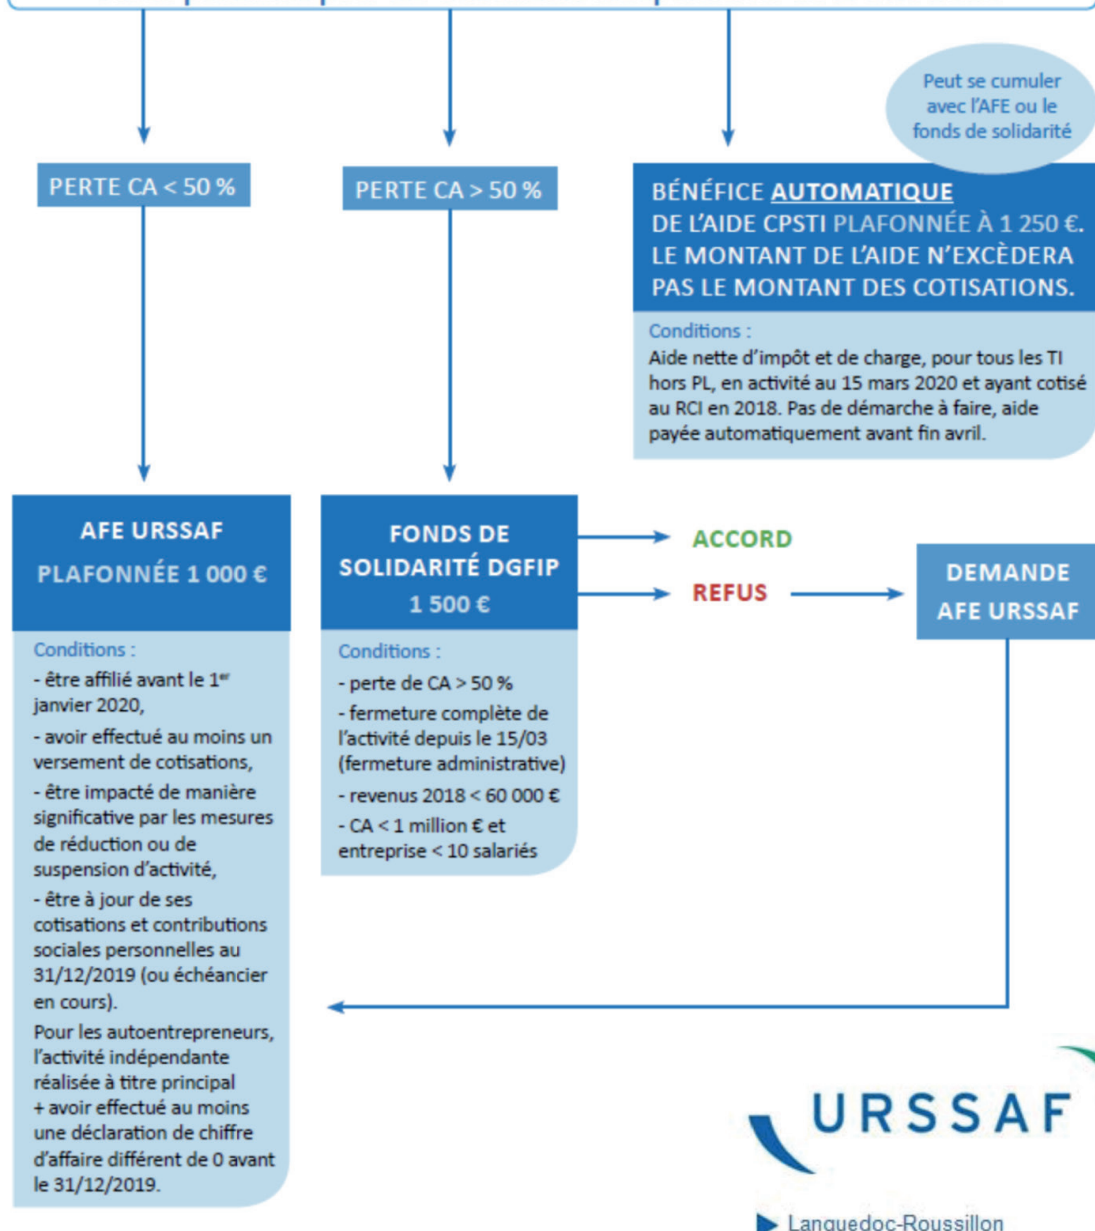 PERTE CA < 50 %
PERTE CA > 50 %
Peut se cumuler
avec l'AFE ou le
fonds de solidarité
BÉNÉFICE AUTOMATIQUE
DE L'AIDE CPSTI PLAFONNÉE À 1 250 €.
LE MONTANT DE L'AIDE N'EXCÈDERA
PAS LE MONTANT DES COTISATIONS.
Conditions :
Aide nette d'impôt et de charge, pour tous les TI
hors PL, en activité au 15 mars 2020 et ayant cotisé
au RCI en 2018. Pas de démarche à faire, aide
payée automatiquement avant fin avril.
AFE URSSAF
PLAFONNÉE 1 000 €
Conditions :
- être affilié avant le 1er
janvier 2020,
- avoir effectué au moins un
versement de cotisations,
- être impacté de manière
significative par les mesures
de réduction ou de
suspension d'activité,
- être à jour de ses
cotisations et contributions
sociales personnelles au
31/12/2019 (ou échéancier
en cours).
Pour les autoentrepreneurs,
l'activité indépendante
réalisée à titre principal
+ avoir effectué au moins
une déclaration de chiffre
d'affaire différent de 0 avant
le 31/12/2019.
FONDS DE
SOLIDARITÉ DGFIP
1 500 €
Conditions :
- perte de CA > 50 %
- fermeture complète de
l'activité depuis le 15/03
(fermeture administrative)
- revenus 2018 < 60 000 €
- CA < 1 million € et
entreprise < 10 salariés
ACCORD
REFUS
DEMANDE
AFE URSSAF
URSSAF
Languedoc-Roussillon